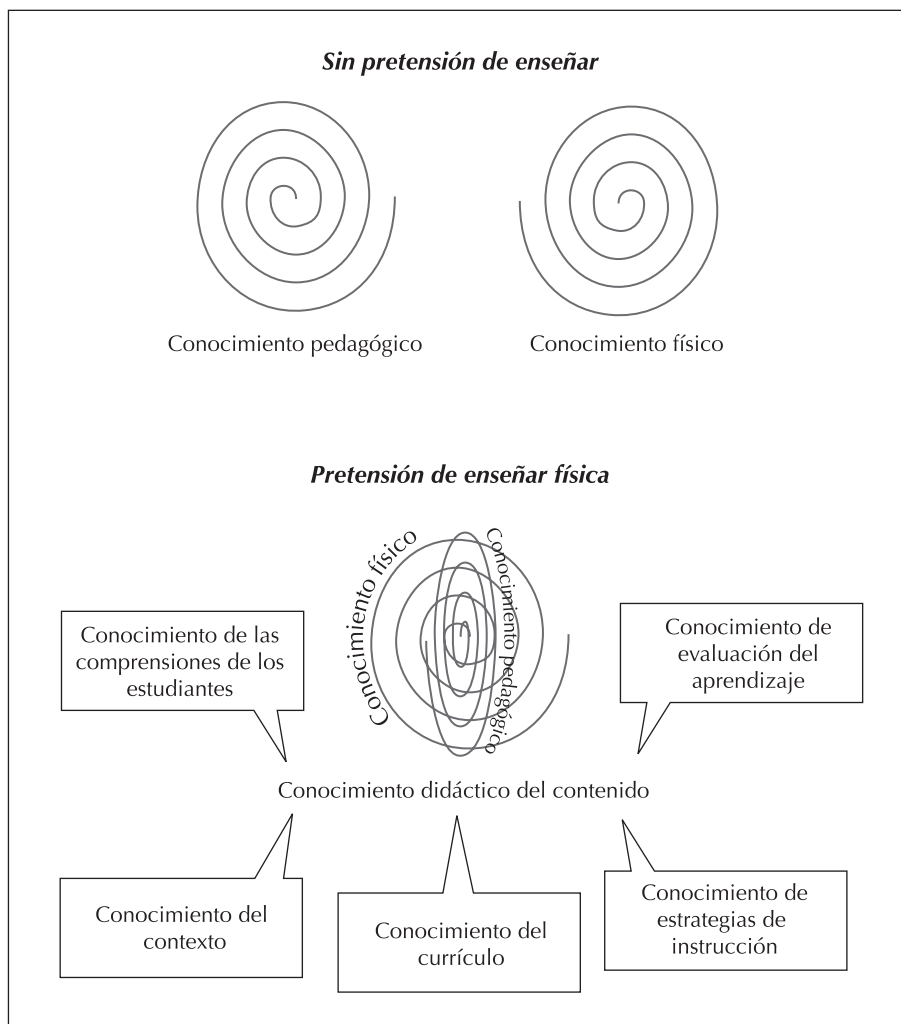 Sin pretensión de enseñar
Conocimiento pedagógico
Conocimiento físico
Pretensión de enseñar física
Conocimiento físico
Conocimiento pedagógico
Conocimiento de las
comprensiones de los
estudiantes
Conocimiento de
evaluación del
aprendizaje
Conocimiento didáctico del contenido
Conocimiento del
contexto
Conocimiento del
currículo
Conocimiento de
estrategias de
instrucción